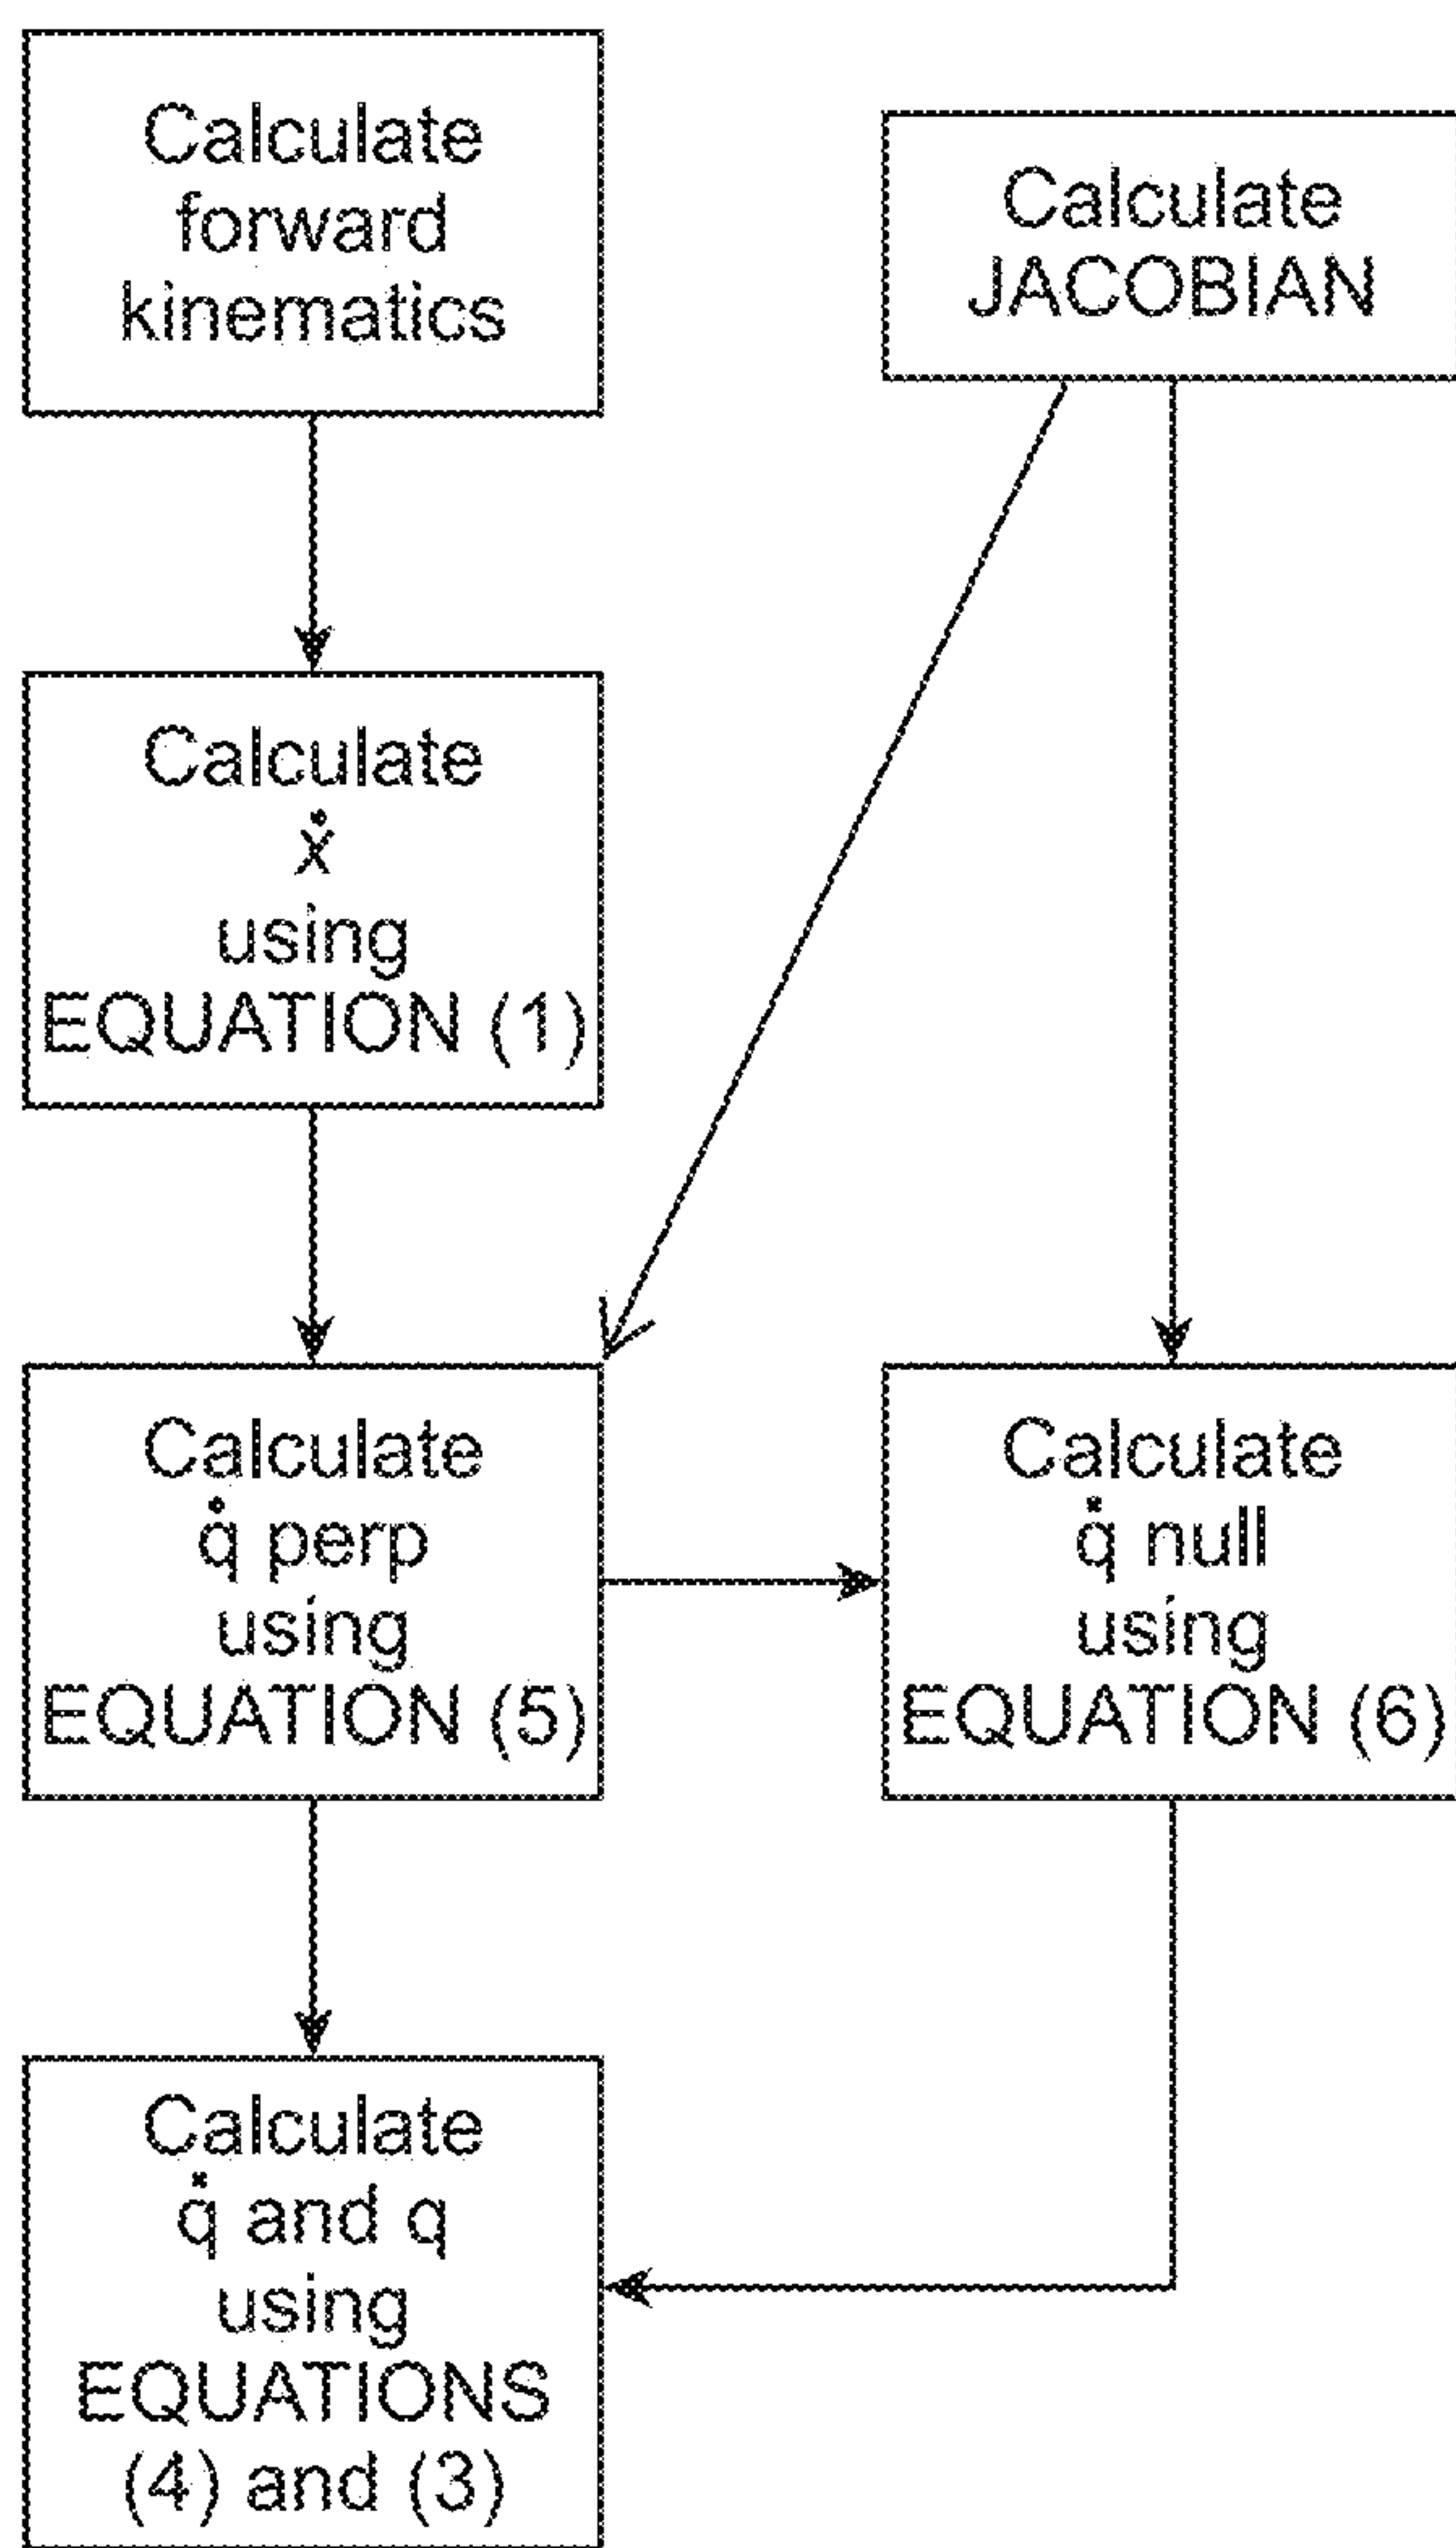 Calculate
forward
kinematics
Calculate
JACOBIAN
Calculate
ẋ
using
EQUATION (1)
Calculate
q̇ perp
using
EQUATION (5)
Calculate
q̇ null
using
EQUATION (6)
Calculate
q̇ and q
using
EQUATIONS
(4) and (3)